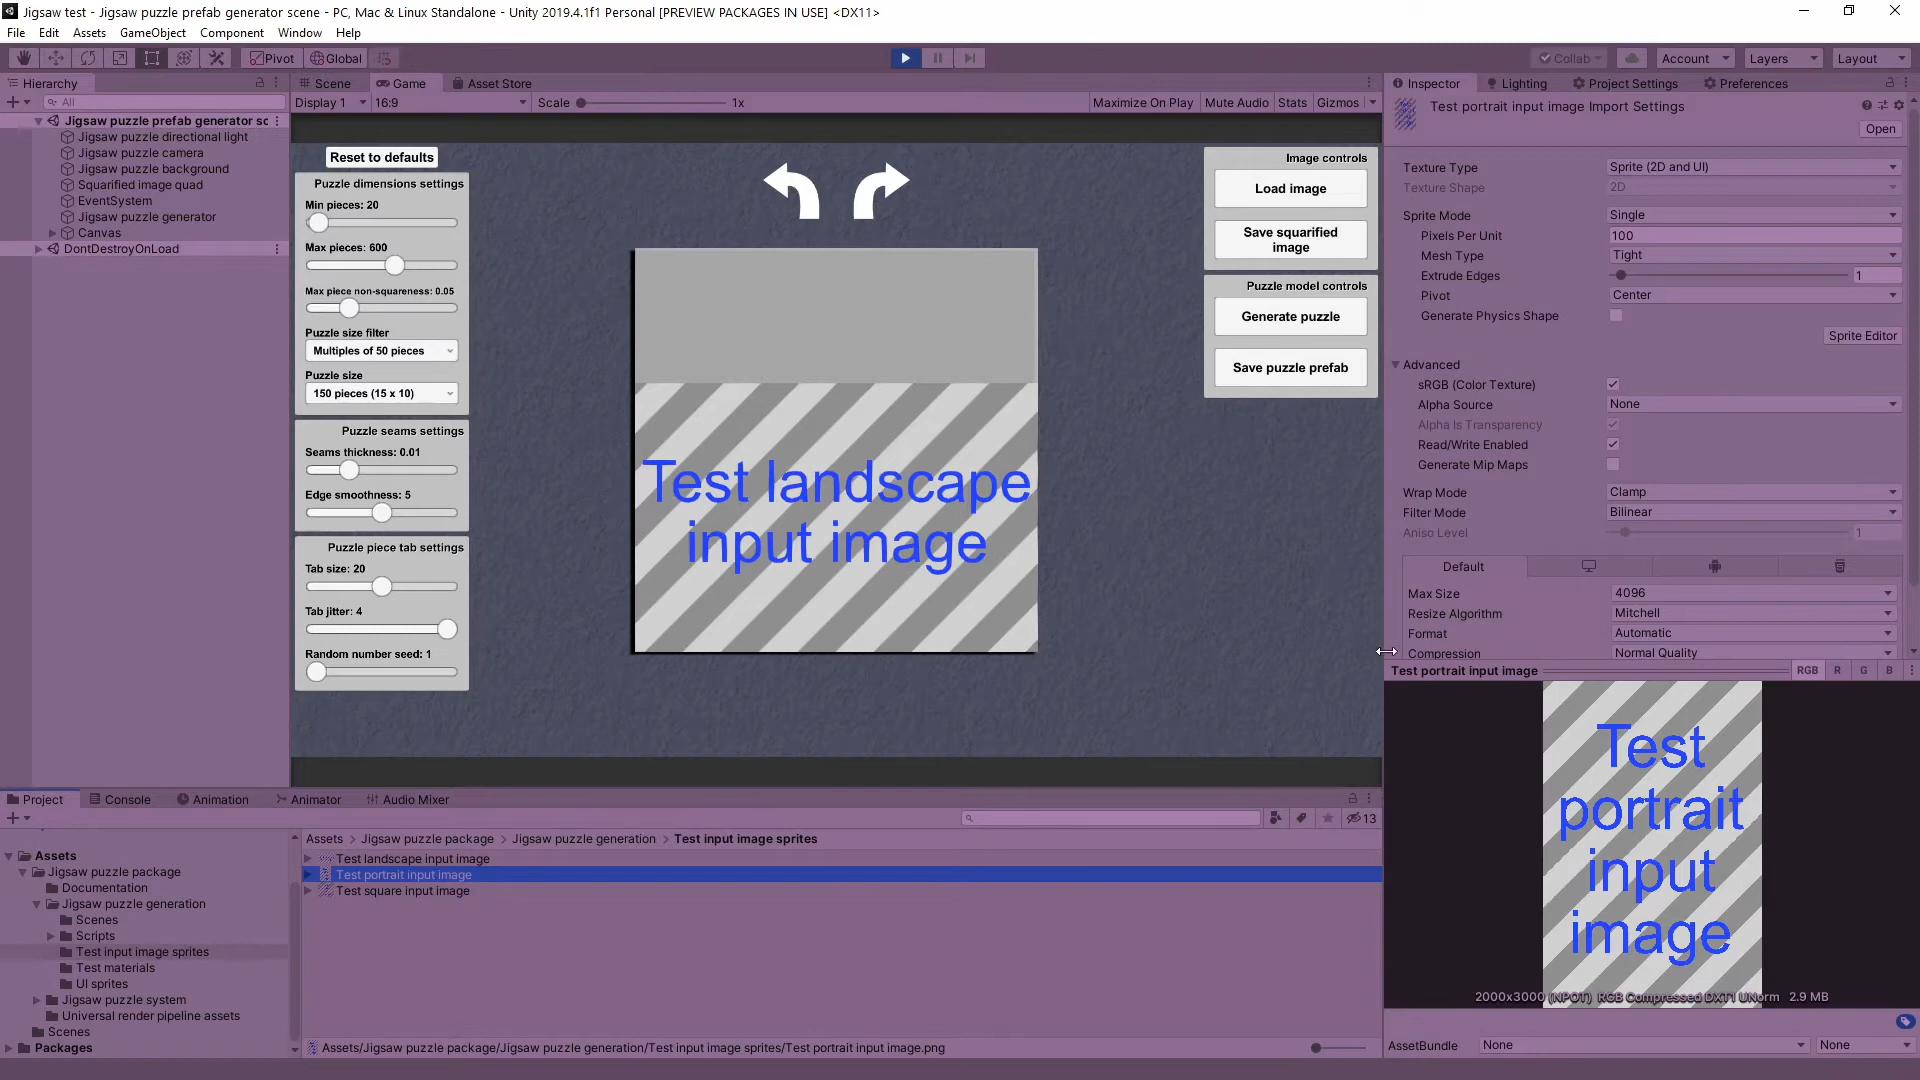 Jigsaw test - Jigsaw puzzle prefab generator scene - PC, Mac & Linux Standalone - Unity 2019.4.1f1 Personal [PREVIEW PACKAGES IN USE] <DX11>
File Edit Assets GameObject Component Window Help
Pivot Global Collab Account Layers Layout
Hierarchy
All
Jigsaw puzzle prefab generator sc
Jigsaw puzzle directional light
Jigsaw puzzle camera
Jigsaw puzzle background
Squarified image quad
EventSystem
Jigsaw puzzle generator
Canvas
DontDestroyOnLoad
Scene Game Asset Store
Display 1 16:9 Scale 1x Maximize On Play Mute Audio Stats Gizmos
Reset to defaults
Puzzle dimensions settings
Min pieces: 20
Max pieces: 600
Max piece non-squareness: 0.05
Puzzle size filter
Multiples of 50 pieces
Puzzle size
150 pieces (15 x 10)
Puzzle seams settings
Seams thickness: 0.01
Edge smoothness: 5
Puzzle piece tab settings
Tab size: 20
Tab jitter: 4
Random number seed: 1
Test landscape
input image
Image controls
Load image
Save squarified
image
Puzzle model controls
Generate puzzle
Save puzzle prefab
Inspector Lighting Project Settings Preferences
Test portrait input image Import Settings
Open
Texture Type Sprite (2D and UI)
Texture Shape 2D
Sprite Mode Single
Pixels Per Unit 100
Mesh Type Tight
Extrude Edges 1
Pivot Center
Generate Physics Shape
Sprite Editor
Advanced
sRGB (Color Texture)
Alpha Source None
Alpha Is Transparency
Read/Write Enabled
Generate Mip Maps
Wrap Mode Clamp
Filter Mode Bilinear
Aniso Level 1
Default
Max Size 4096
Resize Algorithm Mitchell
Format Automatic
Compression Normal Quality
Test portrait input image RGB R G B
Test
portrait
input
image
2000x3000 (NPOT) RGB Compressed DXT1 UNorm 2.9 MB
AssetBundle None None
Project Console Animation Animator Audio Mixer
13
Assets
Jigsaw puzzle package
Documentation
Jigsaw puzzle generation
Scenes
Scripts
Test input image sprites
Test materials
UI sprites
Jigsaw puzzle system
Universal render pipeline assets
Scenes
Packages
Assets > Jigsaw puzzle package > Jigsaw puzzle generation > Test input image sprites
Test landscape input image
Test portrait input image
Test square input image
Assets/Jigsaw puzzle package/Jigsaw puzzle generation/Test input image sprites/Test portrait input image.png